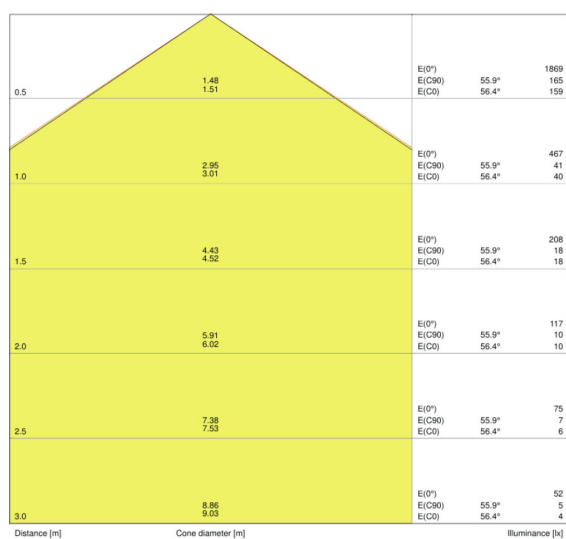 E(0°) 1869
1.48 E(C90) 55.9° 165
0.5 1.51 E(C0) 56.4° 159
E(0°) 467
2.95 E(C90) 55.9° 41
1.0 3.01 E(C0) 56.4° 40
E(0°) 208
4.43 E(C90) 55.9° 18
1.5 4.52 E(C0) 56.4° 18
E(0°) 117
5.91 E(C90) 55.9° 10
2.0 6.02 E(C0) 56.4° 10
E(0°) 75
7.38 E(C90) 55.9° 7
2.5 7.53 E(C0) 56.4° 6
E(0°) 52
8.86 E(C90) 55.9° 5
3.0 9.03 E(C0) 56.4° 4
Distance [m] Cone diameter [m] Illuminance [lx]